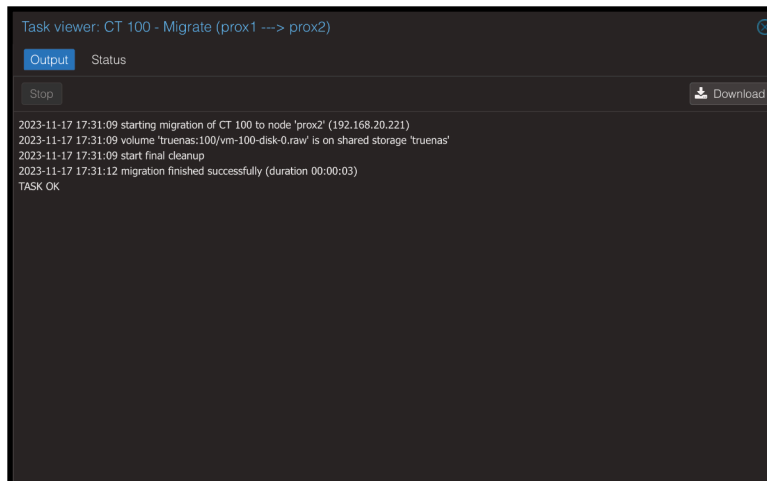 Task viewer: CT 100 - Migrate (prox1 ---> prox2)
Output Status
Stop Download
2023-11-17 17:31:09 starting migration of CT 100 to node 'prox2' (192.168.20.221)
2023-11-17 17:31:09 volume 'truenas:100/vm-100-disk-0.raw' is on shared storage 'truenas'
2023-11-17 17:31:09 start final cleanup
2023-11-17 17:31:12 migration finished successfully (duration 00:00:03)
TASK OK